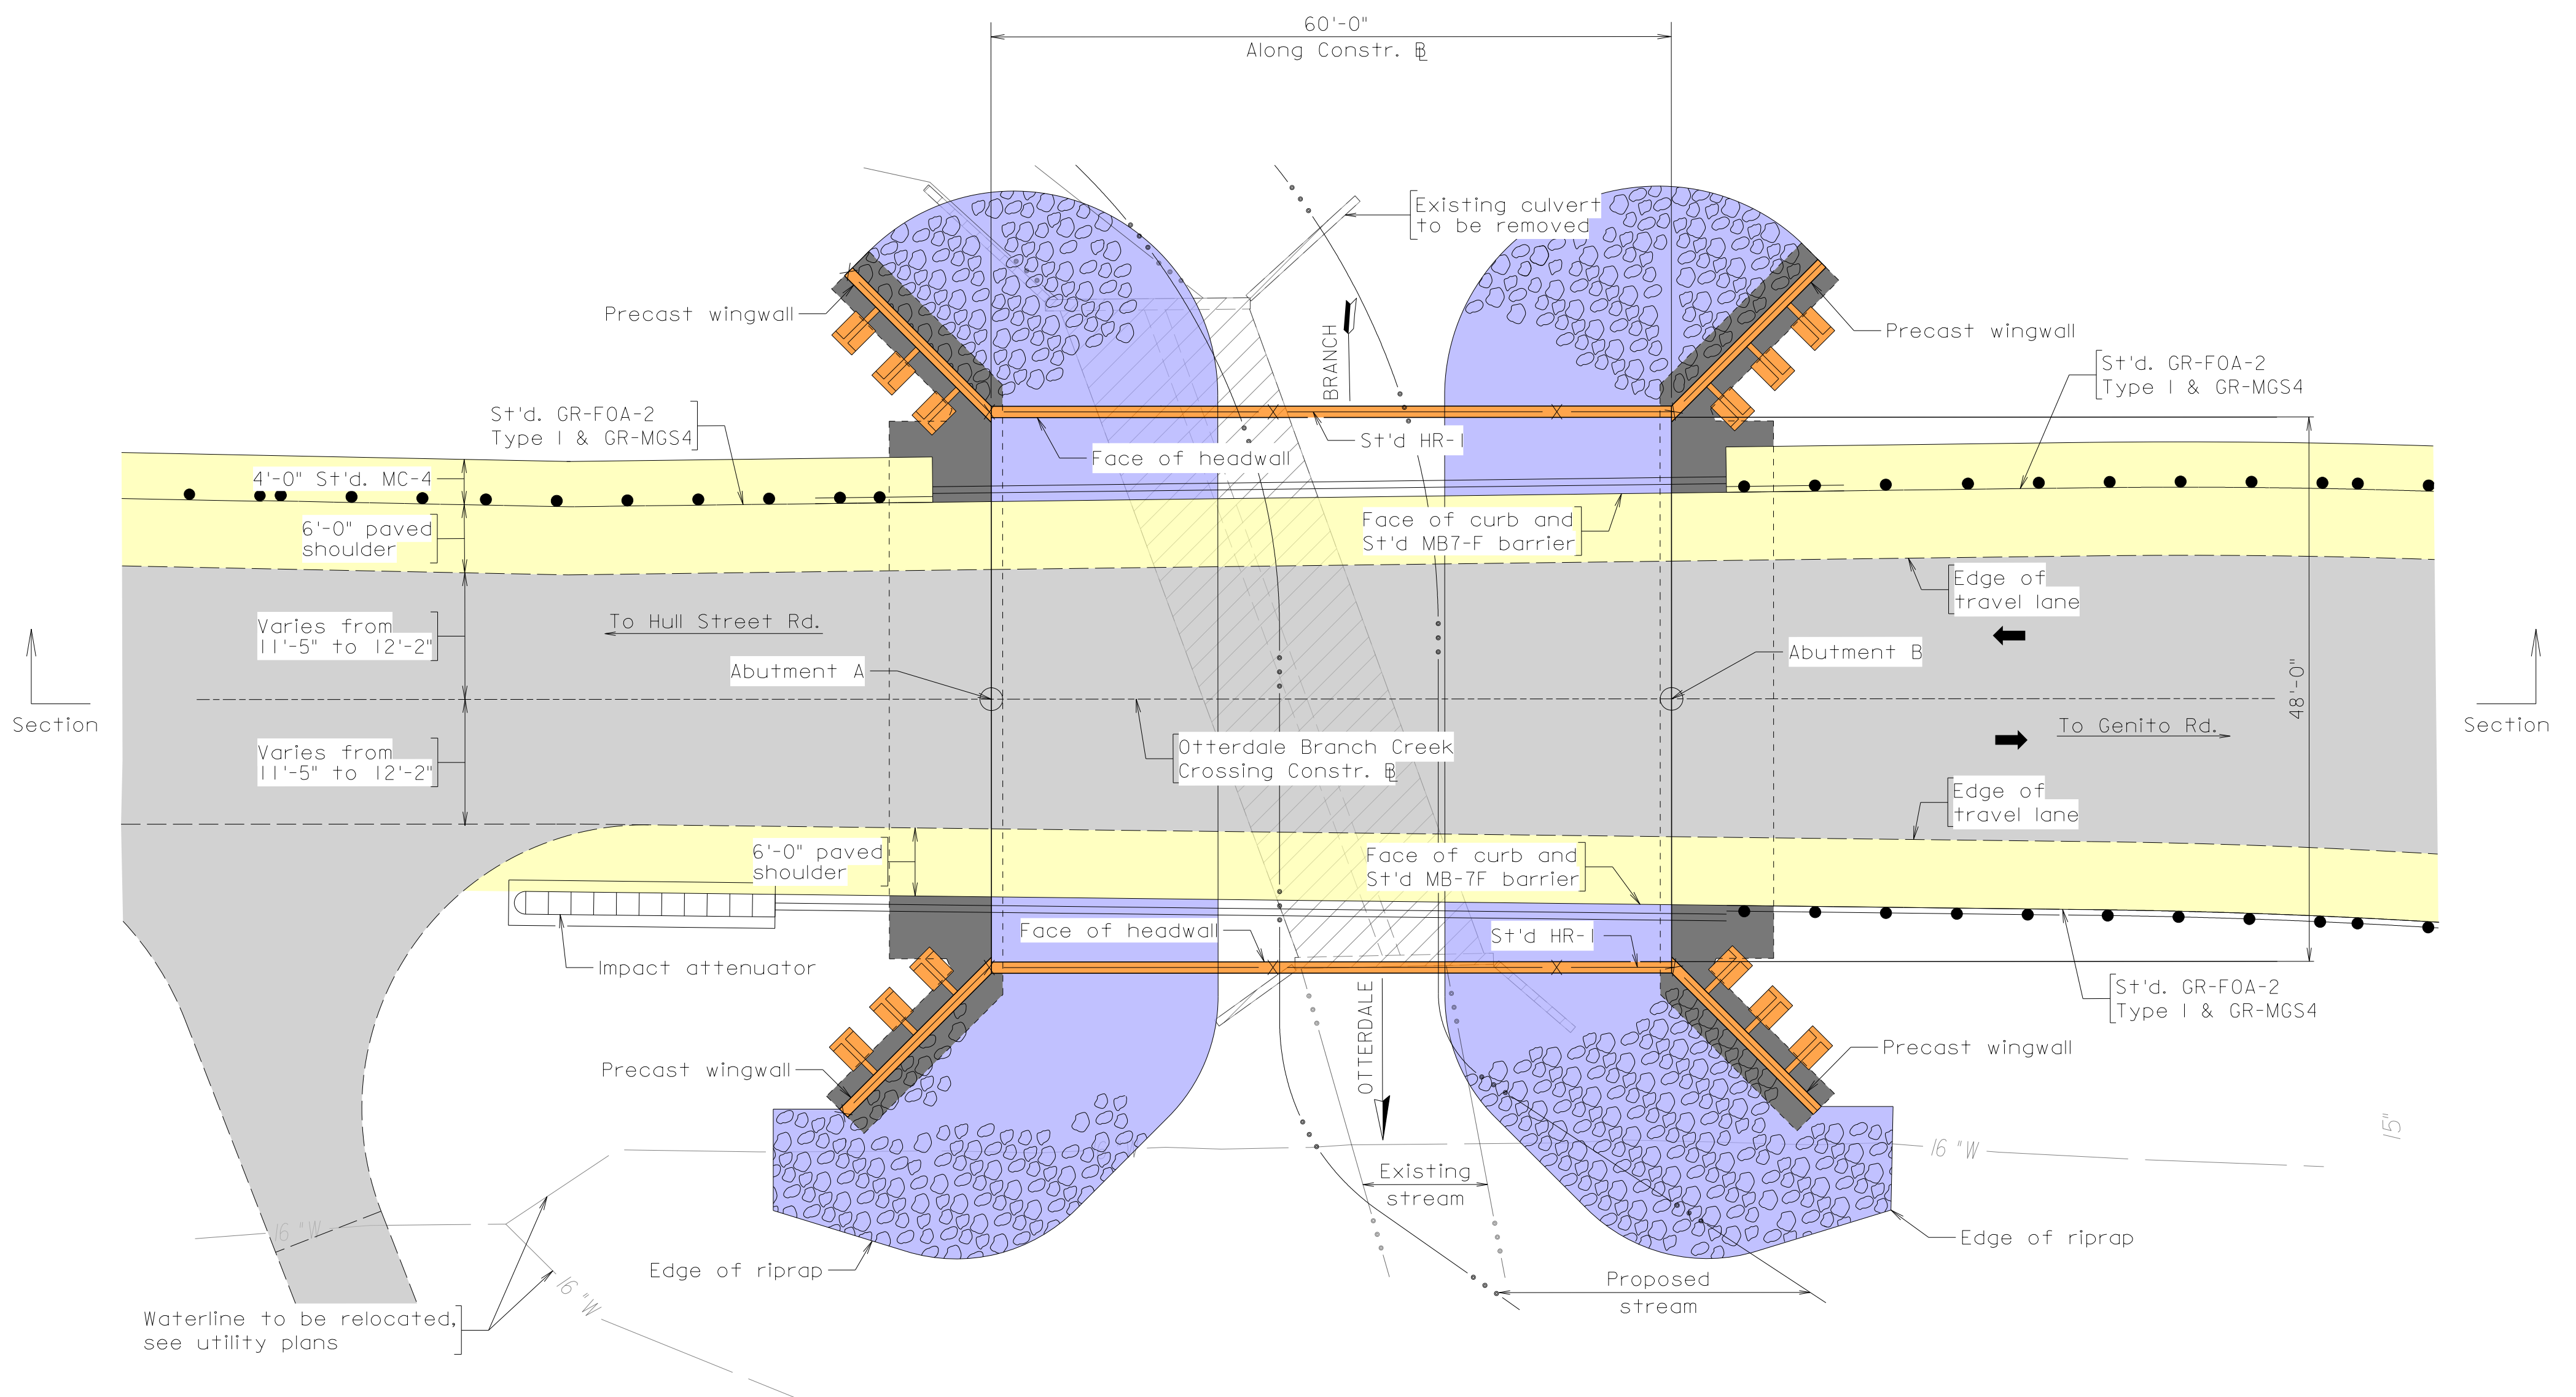 60'-0"
Along Constr. BL
Existing culvert
to be removed
Precast wingwall
BRANCH
Precast wingwall
St'd. GR-FOA-2
Type I & GR-MGS4
St'd. GR-FOA-2
Type I & GR-MGS4
St'd HR-1
Face of headwall
4'-0" St'd. MC-4
6'-0" paved
shoulder
Face of curb and
St'd MB7-F barrier
Edge of
travel lane
Varies from
11'-5" to 12'-2"
To Hull Street Rd.
Abutment A
Abutment B
48'-0"
Section
Section
To Genito Rd.
Varies from
11'-5" to 12'-2"
Otterdale Branch Creek
Crossing Constr. BL
Edge of
travel lane
6'-0" paved
shoulder
Face of curb and
St'd MB-7F barrier
Face of headwall
St'd HR-1
Impact attenuator
OTTERDALE
St'd. GR-FOA-2
Type I & GR-MGS4
Precast wingwall
Precast wingwall
15"
16 "W
Existing
stream
16 "W
Edge of riprap
Edge of riprap
16 "W
Proposed
stream
Waterline to be relocated,
see utility plans